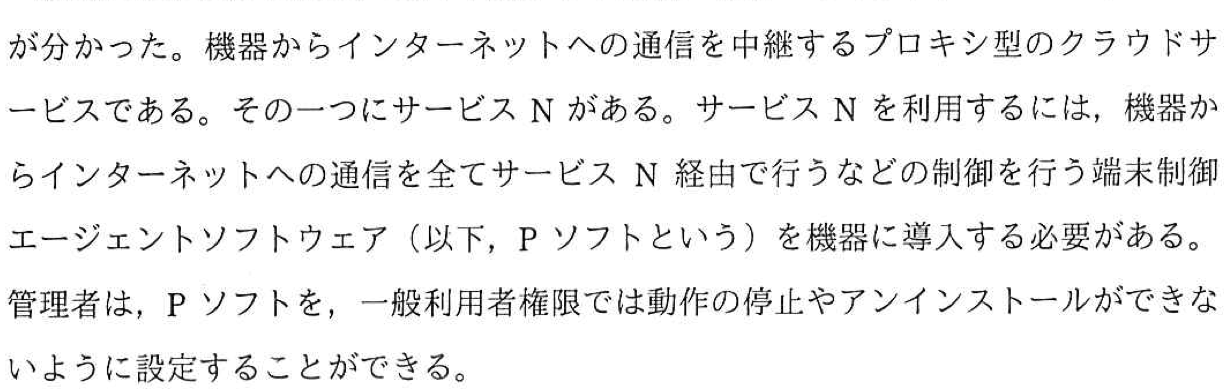 が分かった。機器からインターネットへの通信を中継するプロキシ型のクラウドサ
ービスである。その一つにサービス N がある。サービス N を利用するには，機器か
らインターネットへの通信を全てサービス N 経由で行うなどの制御を行う端末制御
エージェントソフトウェア（以下，P ソフトという）を機器に導入する必要がある。
管理者は，P ソフトを，一般利用者権限では動作の停止やアンインストールができな
いように設定することができる。